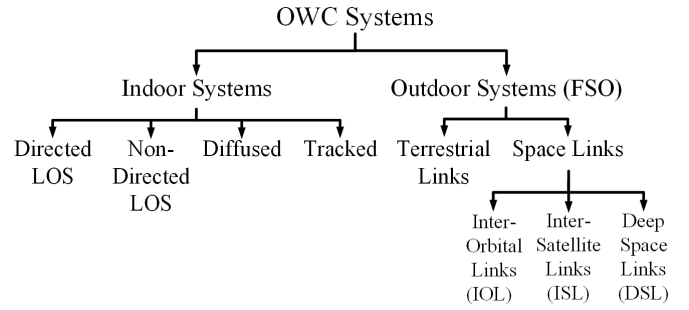 OWC Systems
Indoor Systems
Outdoor Systems (FSO)
Directed
LOS
Non-
Directed
LOS
Diffused
Tracked
Terrestrial
Links
Space Links
Inter-
Orbital
Links
(IOL)
Inter-
Satellite
Links
(ISL)
Deep
Space
Links
(DSL)